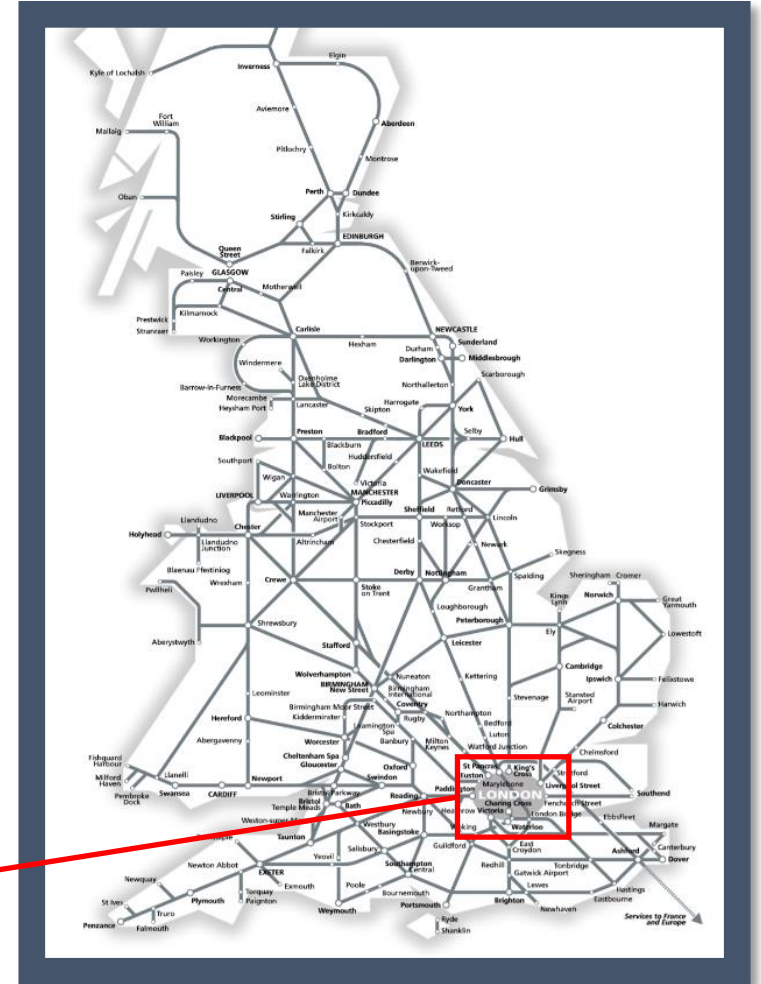 Kyle of Lochalsh
Inverness
Elgin
Aviemore
Aberdeen
Fort
William
Mallaig
Pitlochry
Montrose
Perth
Dundee
Oban
Stirling
Kirkcaldy
EDINBURGH
Queen
Street
Falkirk
Berwick-
upon-Tweed
Paisley
GLASGOW
Central
Motherwell
Prestwick
Kilmarnock
Stranraer
Carlisle
NEWCASTLE
Workington
Hexham
Durham
Sunderland
Darlington
Middlesbrough
Windermere
Oxenholme
Lake District
Northallerton
Scarborough
Barrow-in-Furness
Morecambe
Heysham Port
Lancaster
Harrogate
Skipton
York
Blackpool
Preston
Bradford
Selby
Blackburn
LEEDS
Hull
Southport
Huddersfield
Bolton
Wakefield
Wigan
Victoria
Doncaster
MANCHESTER
Piccadilly
LIVERPOOL
Warrington
Grimsby
Manchester
Airport
Sheffield
Retford
Llandudno
Stockport
Worksop
Lincoln
Holyhead
Chester
Llandudno
Junction
Altrincham
Chesterfield
Newark
Skegness
Blaenau Ffestiniog
Wrexham
Crewe
Stoke
on Trent
Derby
Nottingham
Grantham
Spalding
Sheringham
Cromer
Pwllheli
Kings
Lynn
Norwich
Great
Yarmouth
Loughborough
Shrewsbury
Peterborough
Ely
Aberystwyth
Stafford
Leicester
Lowestoft
Wolverhampton
Cambridge
BIRMINGHAM
New Street
Nuneaton
Kettering
Ipswich
Felixstowe
Leominster
Birmingham
International
Stevenage
Stansted
Airport
Birmingham Moor Street
Coventry
Harwich
Hereford
Kidderminster
Rugby
Northampton
Leamington
Spa
Bedford
Colchester
Abergavenny
Worcester
Banbury
Milton
Keynes
Luton
Cheltenham Spa
Watford Junction
Chelmsford
Gloucester
Oxford
St Pancras
King's
Cross
Stratford
Fishguard
Harbour
Euston
Marylebone
Liverpool Street
Milford
Haven
Llanelli
Newport
Swindon
Paddington
LONDON
Southend
Pembroke
Dock
Swansea
CARDIFF
Bristol Parkway
Reading
Fenchurch Street
Bristol
Temple Meads
Bath
Newbury
Heathrow
Victoria
Charing Cross
London Bridge
Ebbsfleet
Margate
Westbury
Basingstoke
Waterloo
Canterbury
Taunton
Salisbury
Guildford
East
Croydon
Ashford
Dover
Yeovil
Redhill
Tonbridge
Newton Abbot
EXETER
Southampton
Central
Gatwick Airport
Newquay
Exmouth
Poole
Lewes
Hastings
St Ives
Plymouth
Torquay
Paignton
Bournemouth
Eastbourne
Truro
Weymouth
Portsmouth
Brighton
Newhaven
Penzance
Falmouth
Ryde
Shanklin
Services to France
and Europe